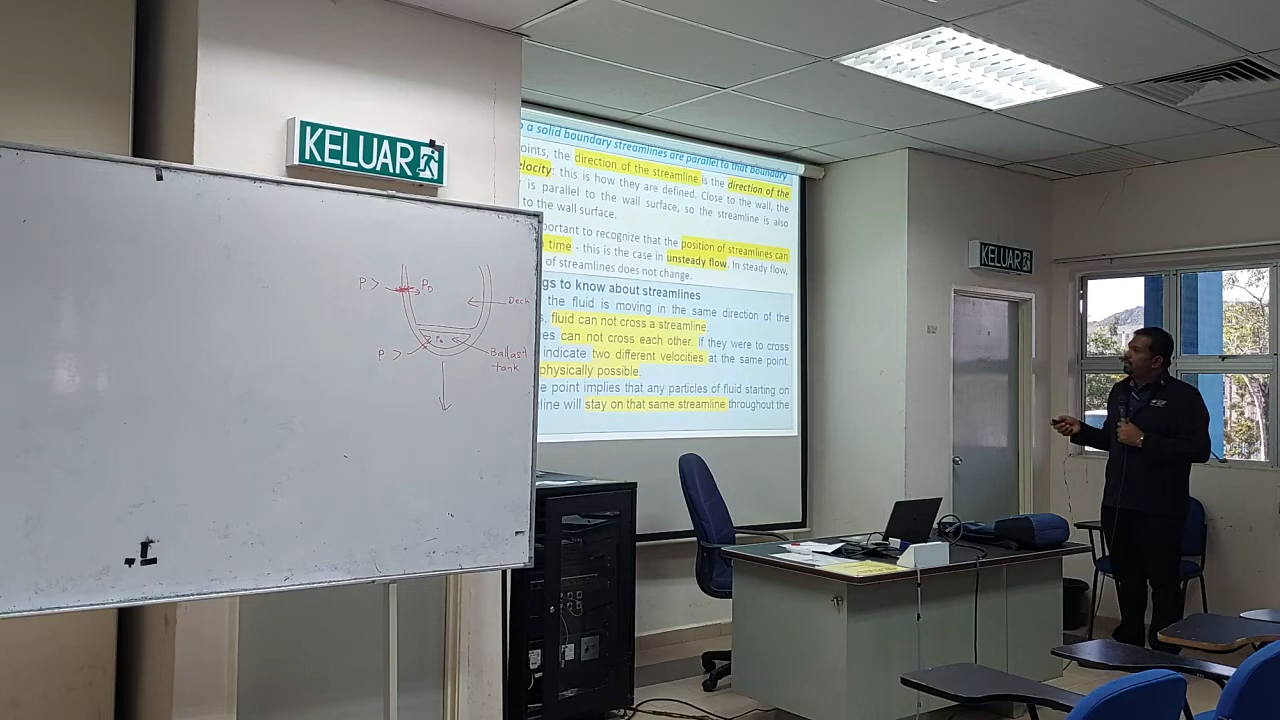 KELUAR
o a solid boundary streamlines are parallel to that boundary
oints, the direction of the streamline is the direction of the
elocity: this is how they are defined. Close to the wall, the
is parallel to the wall surface, so the streamline is also
to the wall surface.
portant to recognize that the position of streamlines can
time - this is the case in unsteady flow. In steady flow,
of streamlines does not change.
gs to know about streamlines
the fluid is moving in the same direction of the
fluid can not cross a streamline.
es can not cross each other. If they were to cross
indicate two different velocities at the same point.
physically possible.
e point implies that any particles of fluid starting on
line will stay on that same streamline throughout the
KELUAR
P >
PD
Deck
P >
Ballast
tank